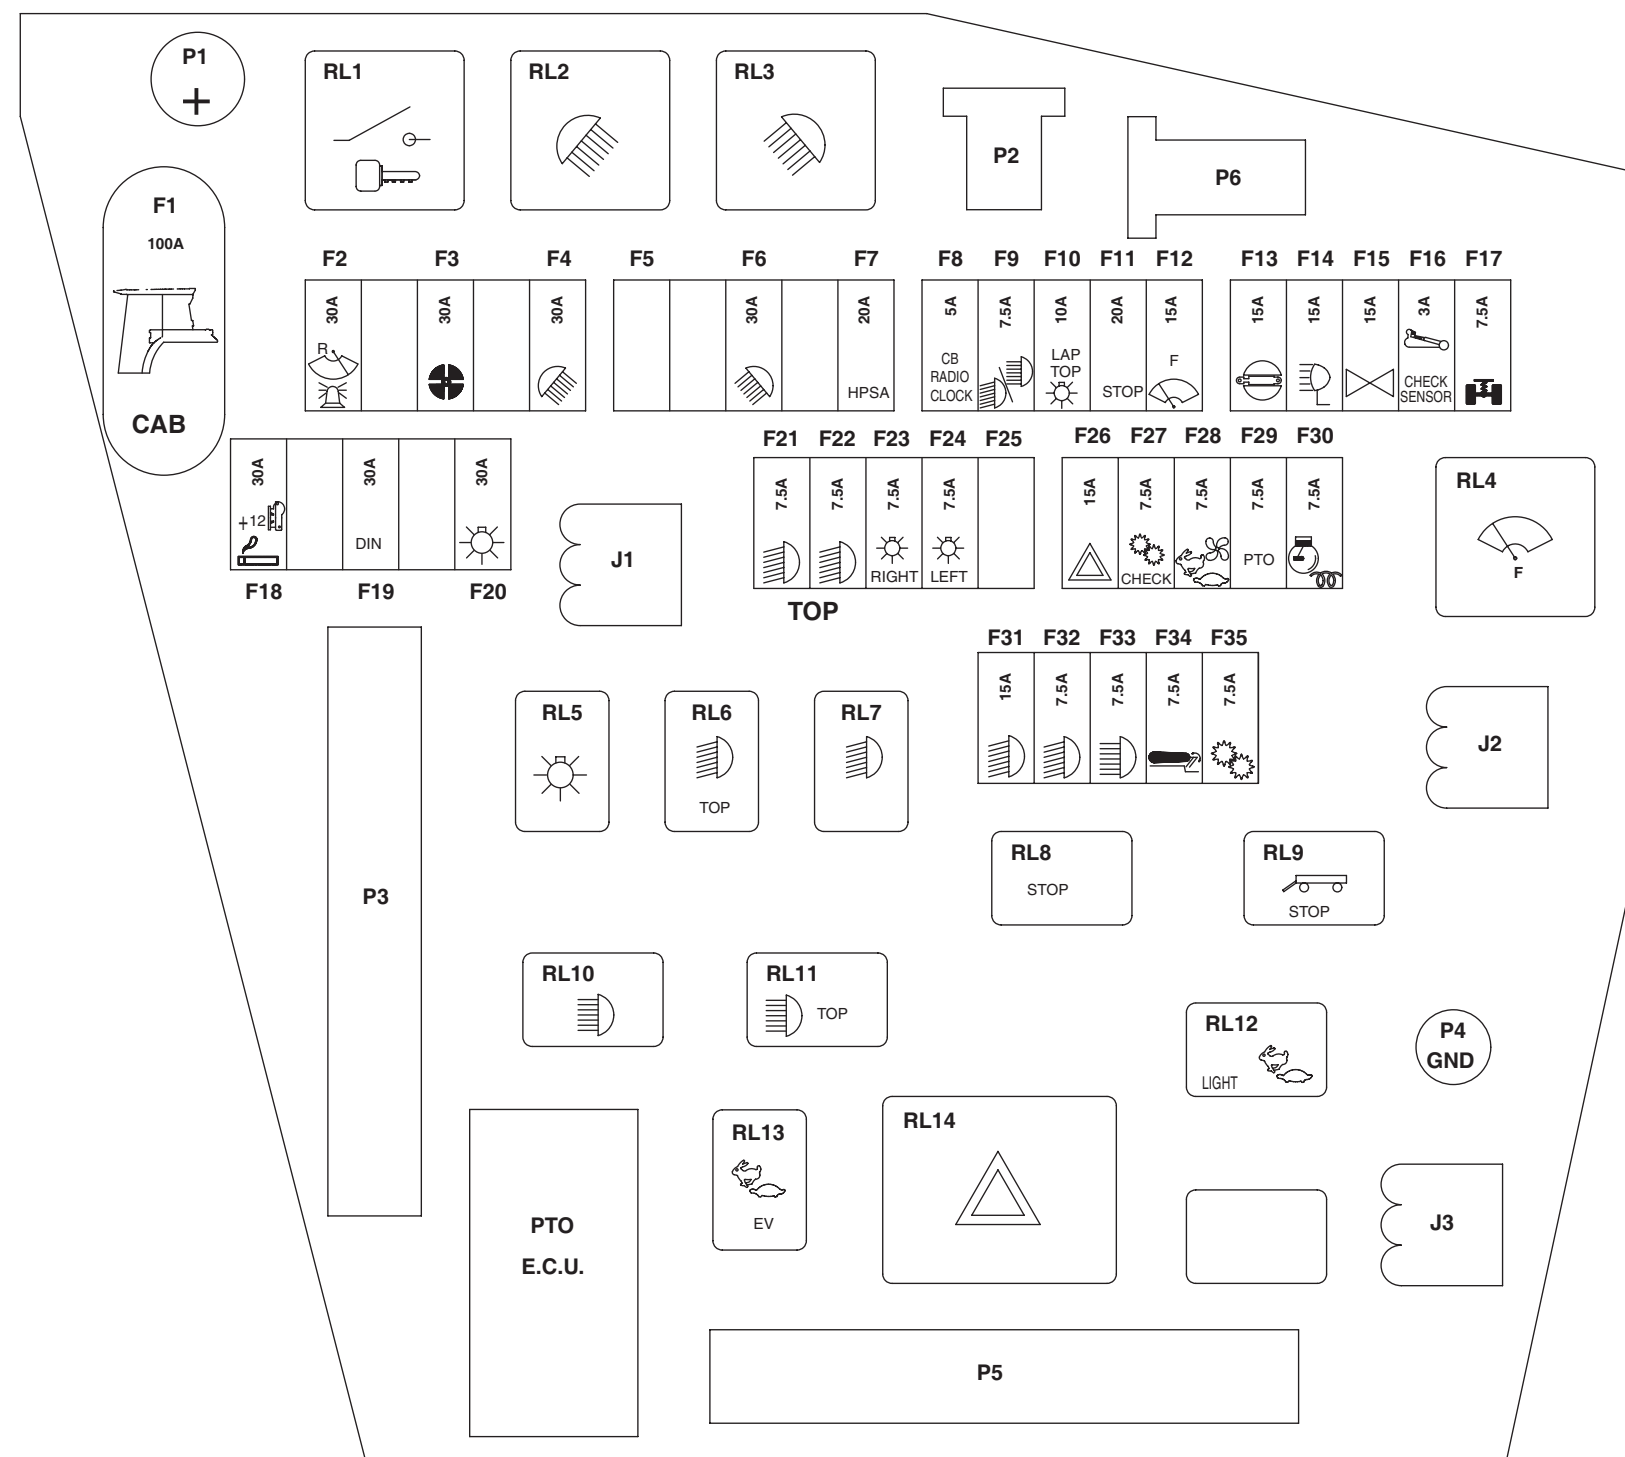 P1
+
RL1
RL2
RL3
P2
P6
F1
100A
CAB
F2 F3 F4 F5 F6 F7 F8 F9 F10 F11 F12 F13 F14 F15 F16 F17
30A 30A 30A 30A 20A 5A 7.5A 10A 20A 15A 15A 15A 15A 3A 7.5A
R
HPSA
CB
RADIO
CLOCK
LAP
TOP
STOP
F
CHECK
SENSOR
30A 30A 30A
+12
DIN
F18 F19 F20
J1
F21 F22 F23 F24 F25 F26 F27 F28 F29 F30
7.5A 7.5A 7.5A 7.5A 15A 7.5A 7.5A 7.5A 7.5A
RIGHT
LEFT
CHECK
PTO
TOP
RL4
F
F31 F32 F33 F34 F35
15A 7.5A 7.5A 7.5A 7.5A
RL5
RL6
TOP
RL7
J2
P3
RL8
STOP
RL9
STOP
RL10
RL11
TOP
RL12
LIGHT
P4
GND
RL13
EV
RL14
J3
PTO
E.C.U.
P5